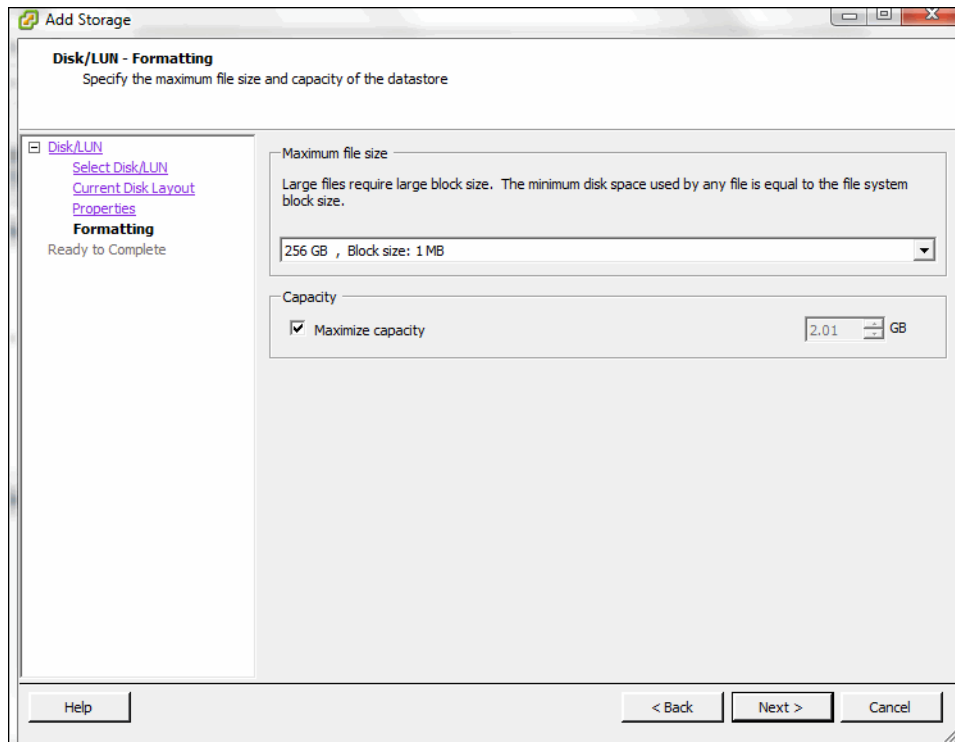 Add Storage
Disk/LUN - Formatting
Specify the maximum file size and capacity of the datastore
Disk/LUN
Select Disk/LUN
Current Disk Layout
Properties
Formatting
Ready to Complete
Maximum file size
Large files require large block size. The minimum disk space used by any file is equal to the file system
block size.
256 GB , Block size: 1 MB
Capacity
Maximize capacity
2.01 GB
Help
< Back
Next >
Cancel